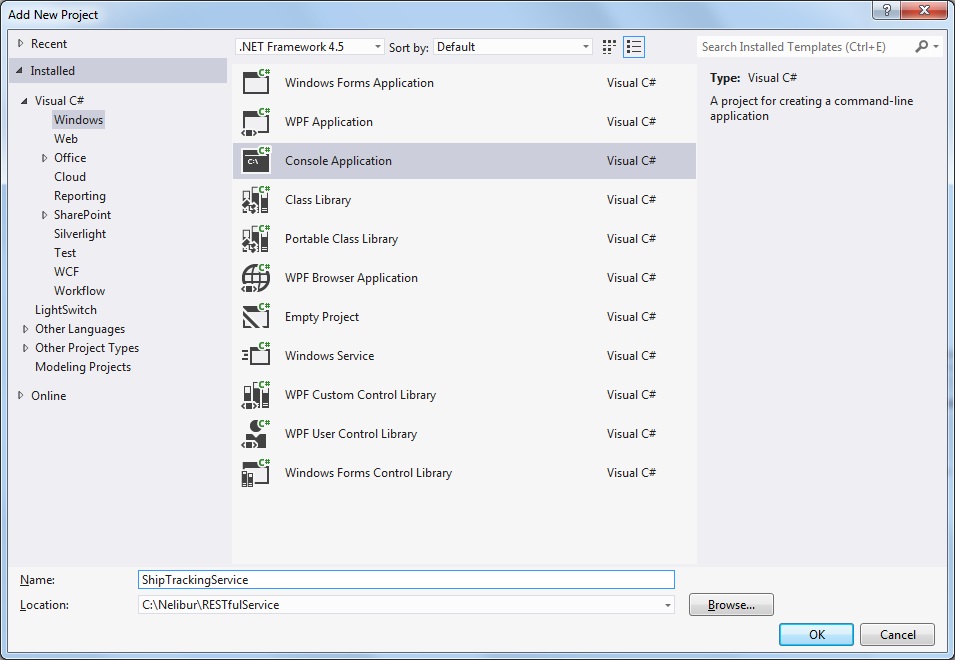 Add New Project
?
Recent
Installed
Visual C#
Windows
Web
Office
Cloud
Reporting
SharePoint
Silverlight
Test
WCF
Workflow
LightSwitch
Other Languages
Other Project Types
Modeling Projects
Online
.NET Framework 4.5 Sort by: Default
C# Windows Forms Application Visual C#
C# WPF Application Visual C#
C:\ C# Console Application Visual C#
C# Class Library Visual C#
C# Portable Class Library Visual C#
C# WPF Browser Application Visual C#
C# Empty Project Visual C#
C# Windows Service Visual C#
C# WPF Custom Control Library Visual C#
C# WPF User Control Library Visual C#
C# Windows Forms Control Library Visual C#
Search Installed Templates (Ctrl+E)
Type: Visual C#
A project for creating a command-line
application
Name: ShipTrackingService
Location: C:\Nelibur\RESTfulService Browse...
OK Cancel